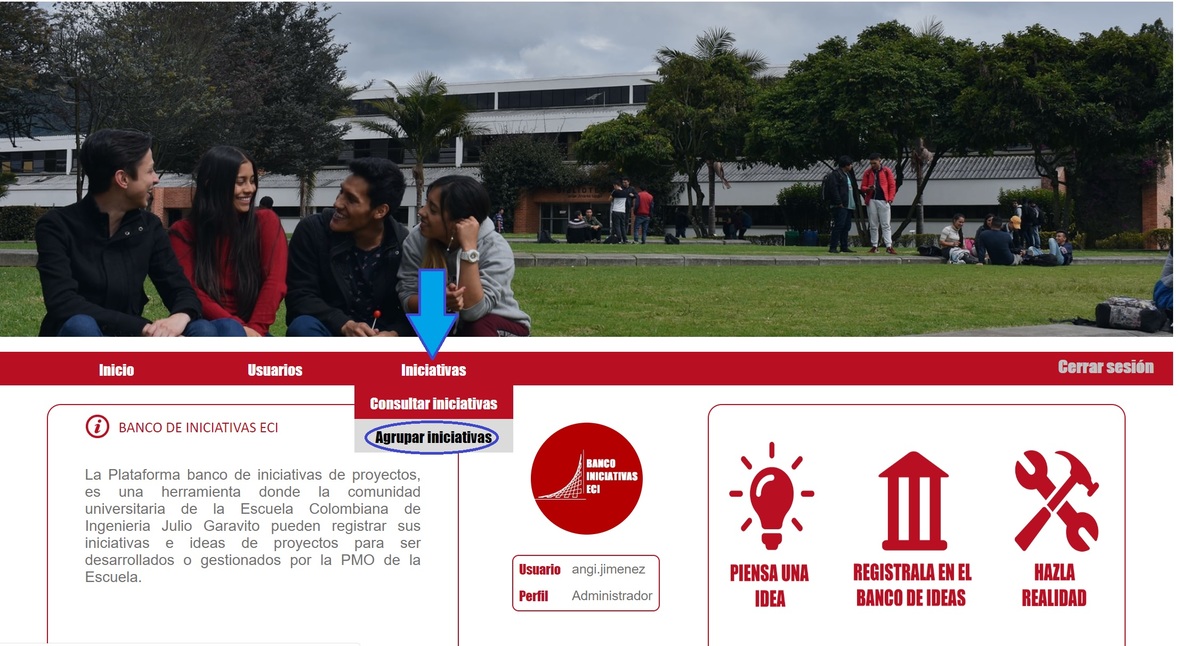 Inicio
Usuarios
Iniciativas
Cerrar sesión
Consultar iniciativas
Agrupar iniciativas
i
BANCO DE INICIATIVAS ECI
La Plataforma banco de iniciativas de proyectos,
es una herramienta donde la comunidad
universitaria de la Escuela Colombiana de
Ingenieria Julio Garavito pueden registrar sus
iniciativas e ideas de proyectos para ser
desarrollados o gestionados por la PMO de la
Escuela.
BANCO
INICIATIVAS
ECI
Usuario angi.jimenez
Perfil Administrador
PIENSA UNA
IDEA
REGISTRALA EN EL
BANCO DE IDEAS
HAZLA
REALIDAD